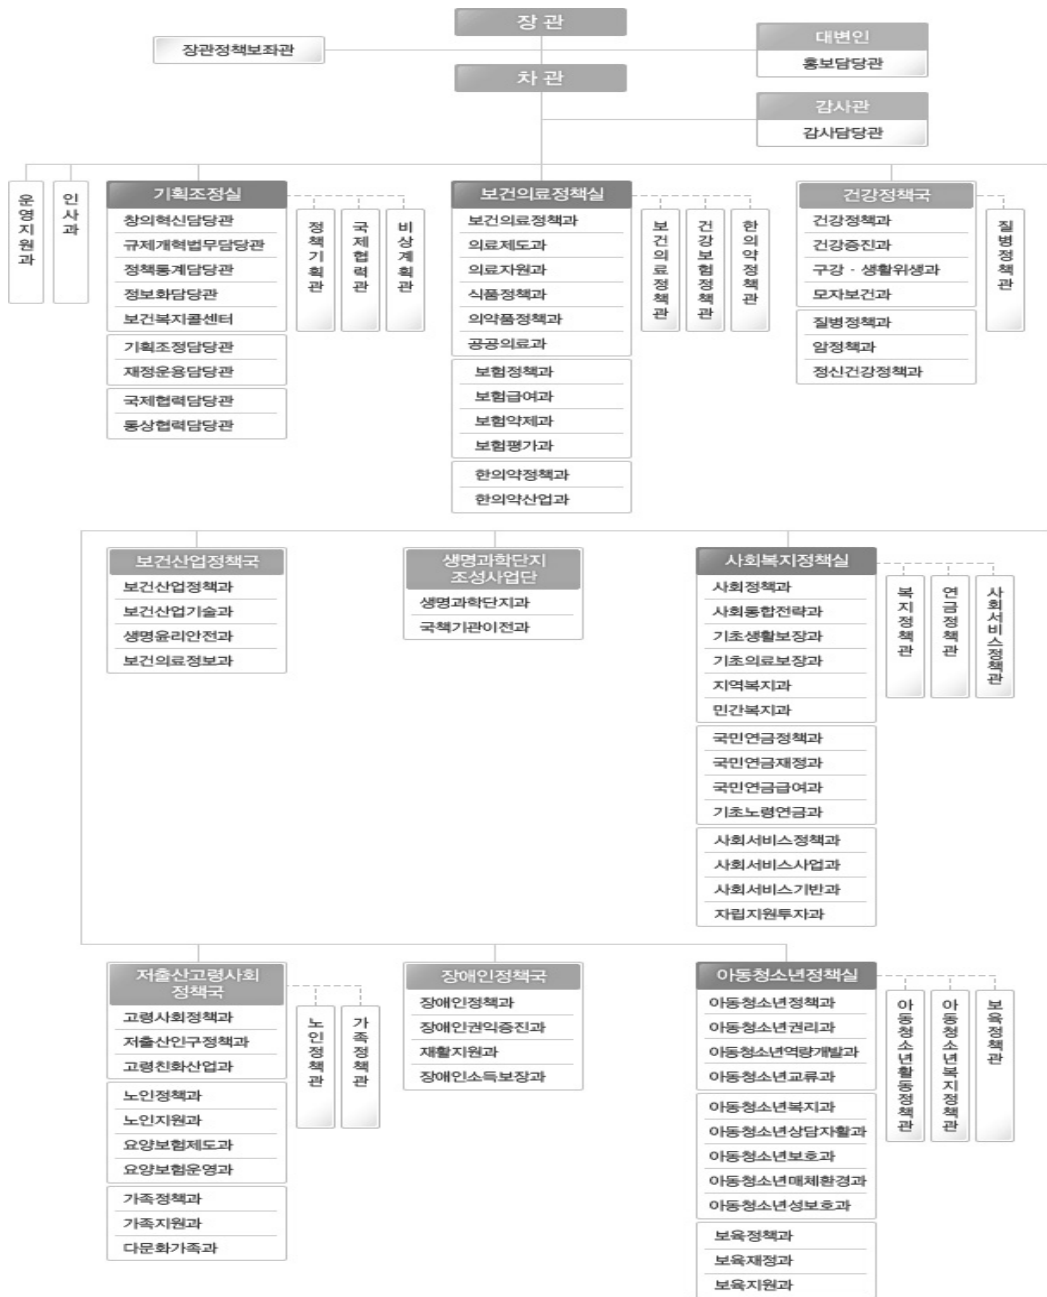 장 관
장관정책보좌관
대변인
홍보담당관
차 관
감사관
감사담당관
운영지원과
인사과
기획조정실
창의혁신담당관
규제개혁법무담당관
정책통계담당관
정보화담당관
보건복지콜센터
기획조정담당관
재정운용담당관
국제협력담당관
통상협력담당관
정책기획관
국제협력관
비상계획관
보건의료정책실
보건의료정책과
의료제도과
의료자원과
식품정책과
의약품정책과
공공의료과
보험정책과
보험급여과
보험약제과
보험평가과
한의약정책과
한의약산업과
보건의료정책관
건강보험정책관
한의약정책관
건강정책국
건강정책과
건강증진과
구강 · 생활위생과
모자보건과
질병정책과
암정책과
정신건강정책과
질병정책관
보건산업정책국
보건산업정책과
보건산업기술과
생명윤리안전과
보건의료정보과
생명과학단지
조성사업단
생명과학단지과
국책기관이전과
사회복지정책실
사회정책과
사회통합전략과
기초생활보장과
기초의료보장과
지역복지과
민간복지과
국민연금정책과
국민연금재정과
국민연금급여과
기초노령연금과
사회서비스정책과
사회서비스사업과
사회서비스기반과
자립지원투자과
복지정책관
연금정책관
사회서비스정책관
저출산고령사회
정책국
고령사회정책과
저출산인구정책과
고령친화산업과
노인정책과
노인지원과
요양보험제도과
요양보험운영과
가족정책과
가족지원과
다문화가족과
노인정책관
가족정책관
장애인정책국
장애인정책과
장애인권익증진과
재활지원과
장애인소득보장과
아동청소년정책실
아동청소년정책과
아동청소년권리과
아동청소년역량개발과
아동청소년교류과
아동청소년복지과
아동청소년상담자활과
아동청소년보호과
아동청소년매체환경과
아동청소년성보호과
보육정책과
보육재정과
보육지원과
아동청소년활동정책관
아동청소년복지정책관
보육정책관